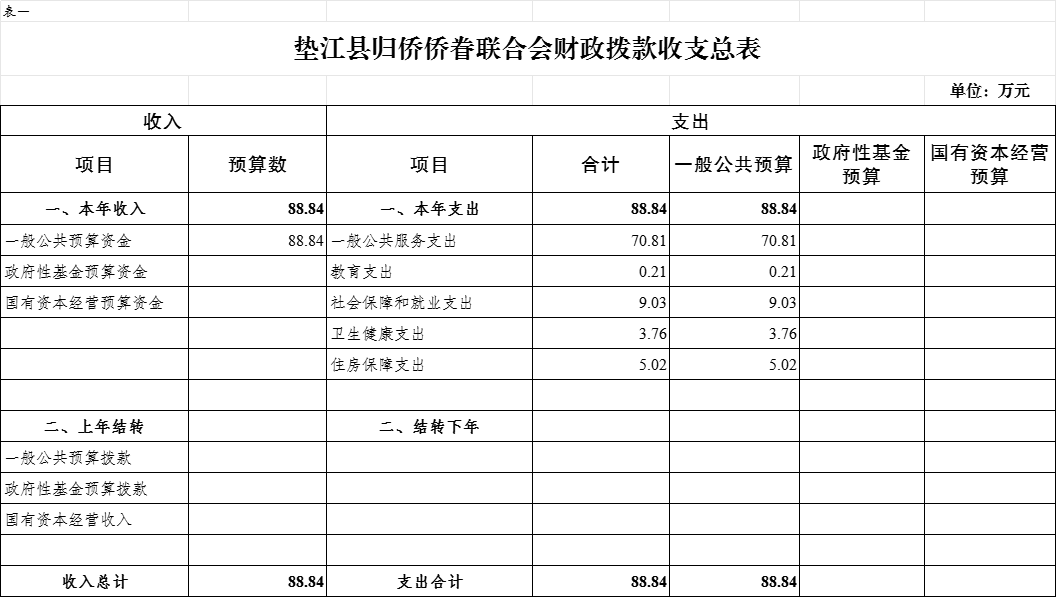 表一
垫江县归侨侨眷联合会财政拨款收支总表
单位：万元
收入 支出
项目 预算数 项目 合计 一般公共预算 政府性基金预算 国有资本经营预算
一、本年收入 88.84 一、本年支出 88.84 88.84
一般公共预算资金 88.84 一般公共服务支出 70.81 70.81
政府性基金预算资金 教育支出 0.21 0.21
国有资本经营预算资金 社会保障和就业支出 9.03 9.03
卫生健康支出 3.76 3.76
住房保障支出 5.02 5.02
二、上年结转 二、结转下年
一般公共预算拨款
政府性基金预算拨款
国有资本经营收入
收入总计 88.84 支出合计 88.84 88.84